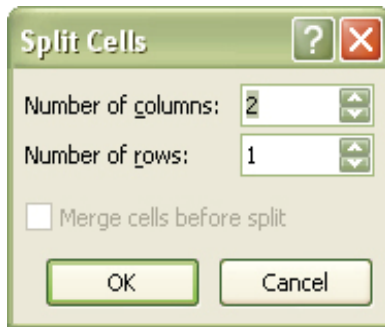 Split Cells ?
Number of columns: 2
Number of rows: 1
Merge cells before split
OK Cancel